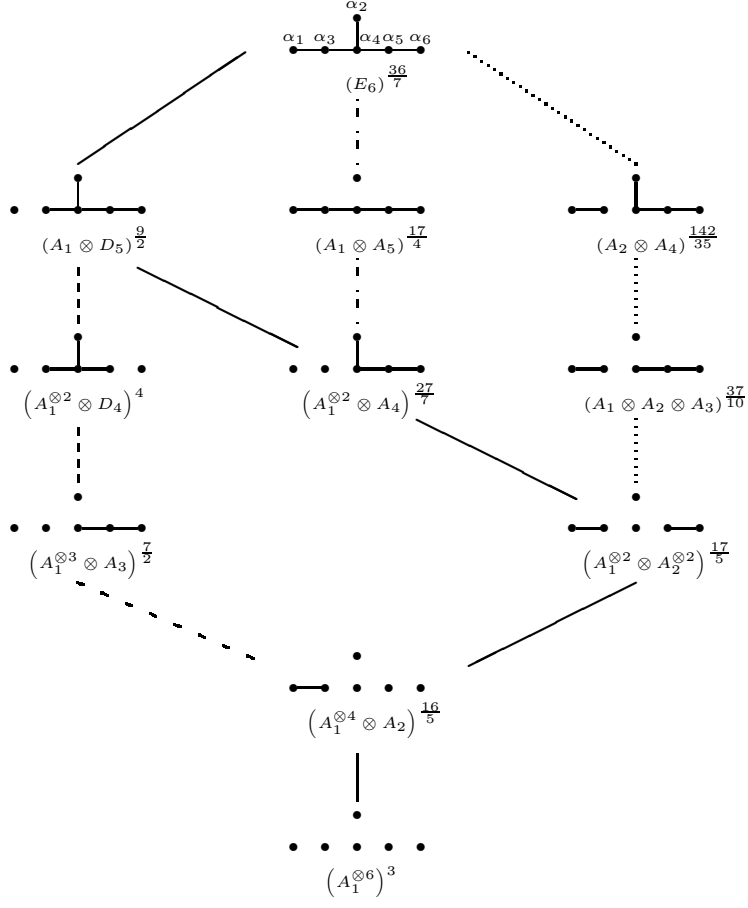 α₂
α₁ α₃ α₄ α₅ α₆
(E₆)^{36/7}
(A₁ ⊗ D₅)^{9/2} (A₁ ⊗ A₅)^{17/4} (A₂ ⊗ A₄)^{142/35}
(A₁^{⊗2} ⊗ D₄)^{4} (A₁^{⊗2} ⊗ A₄)^{27/7} (A₁ ⊗ A₂ ⊗ A₃)^{37/10}
(A₁^{⊗3} ⊗ A₃)^{7/2} (A₁^{⊗2} ⊗ A₂^{⊗2})^{17/5}
(A₁^{⊗4} ⊗ A₂)^{16/5}
(A₁^{⊗6})^{3}